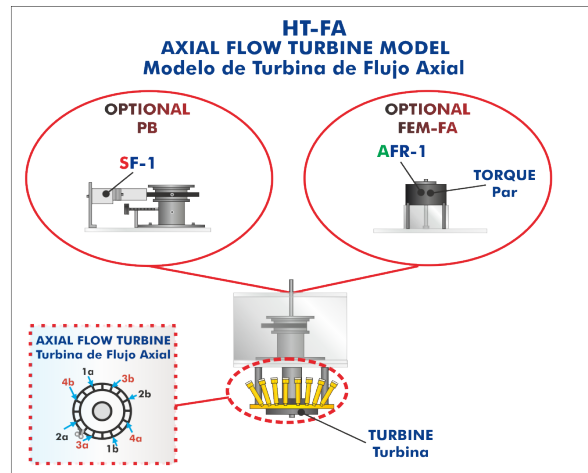 HT-FA
AXIAL FLOW TURBINE MODEL
Modelo de Turbina de Flujo Axial
OPTIONAL
PB
SF-1
OPTIONAL
FEM-FA
AFR-1
TORQUE
Par
AXIAL FLOW TURBINE
Turbina de Flujo Axial
1a
3b
4b
2b
2a
4a
3a
1b
TURBINE
Turbina